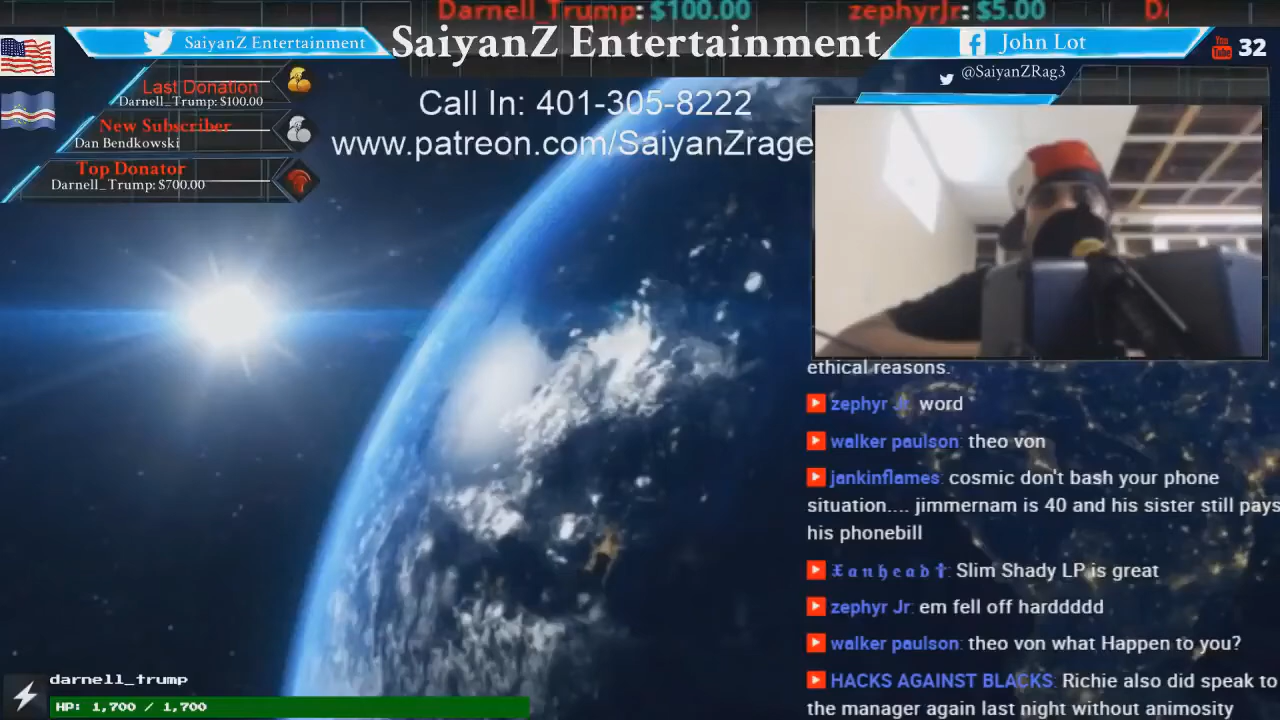 Darnell_Trump: $100.00 zephyrJr: $5.00
SaiyanZ Entertainment
SaiyanZ Entertainment
John Lot
You Tube 32
@SaiyanZRag3
Last Donation
Darnell_Trump: $100.00
New Subscriber
Dan Bendkowski
Top Donator
Darnell_Trump: $700.00
Call In: 401-305-8222
www.patreon.com/SaiyanZrage
ethical reasons.
zephyr Jr: word
walker paulson: theo von
jankinflames: cosmic don't bash your phone
situation.... jimmernam is 40 and his sister still pays
his phonebill
𝖃𝖆𝖓𝖍𝖊𝖆𝖉✝: Slim Shady LP is great
zephyr Jr: em fell off harddddd
walker paulson: theo von what Happen to you?
HACKS AGAINST BLACKS: Richie also did speak to
the manager again last night without animosity
darnell_trump
HP: 1,700 / 1,700